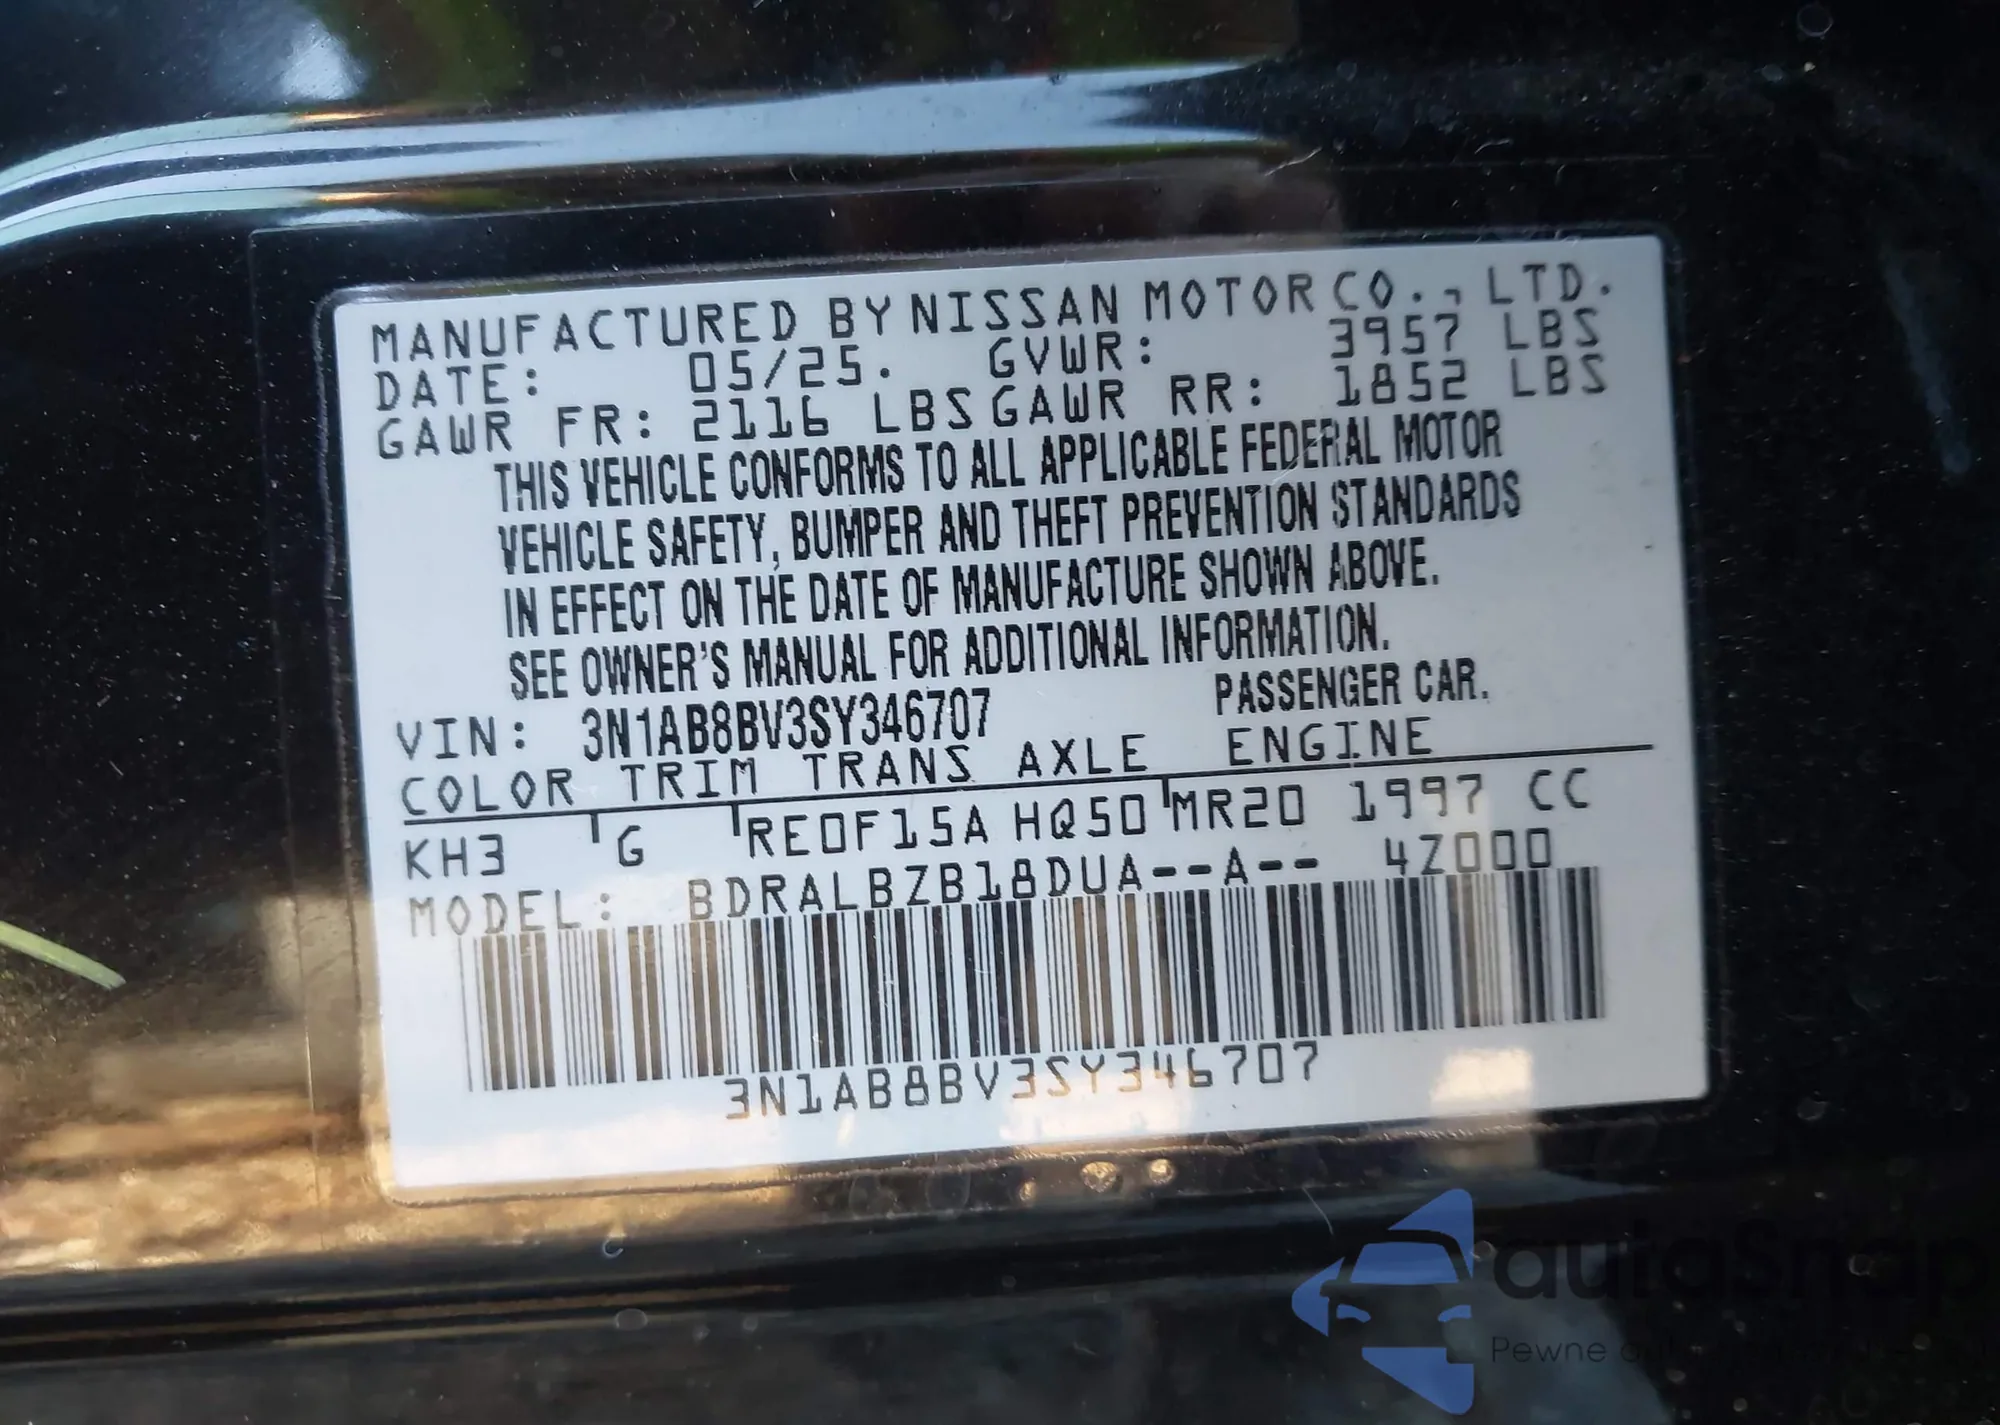 MANUFACTURED BY NISSAN MOTOR CO., LTD.
DATE: 05/25. GVWR: 3957 LBS
GAWR FR: 2116 LBS GAWR RR: 1852 LBS
THIS VEHICLE CONFORMS TO ALL APPLICABLE FEDERAL MOTOR
VEHICLE SAFETY, BUMPER AND THEFT PREVENTION STANDARDS
IN EFFECT ON THE DATE OF MANUFACTURE SHOWN ABOVE.
SEE OWNER'S MANUAL FOR ADDITIONAL INFORMATION.
VIN: 3N1AB8BV3SY346707 PASSENGER CAR.
COLOR TRIM TRANS AXLE ENGINE
KH3 G RE0F15A HQ50 MR20 1997 CC
MODEL: BDRALBZB18DUA--A-- 4Z000
3N1AB8BV3SY346707
Pewne